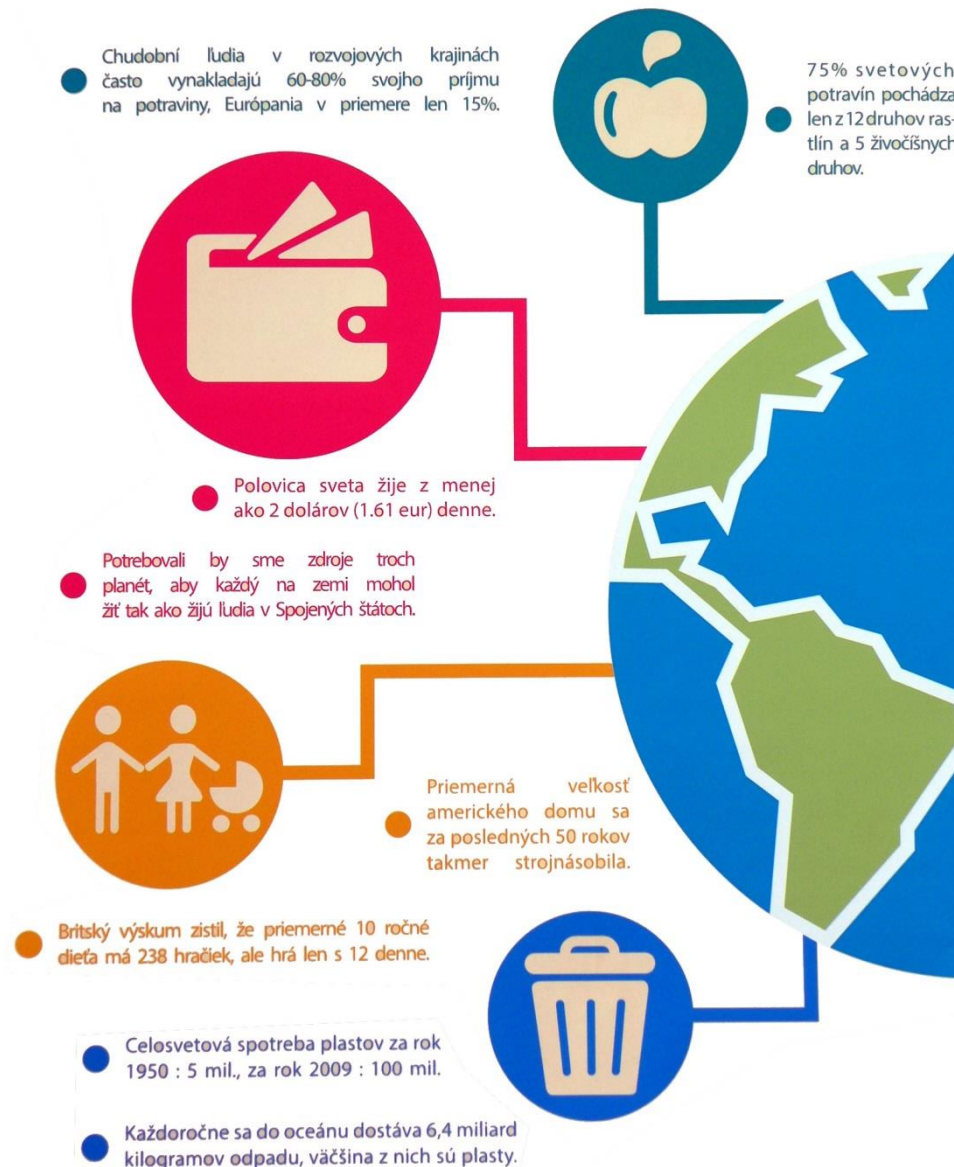 Chudobní ľudia v rozvojových krajinách
často vynakladajú 60-80% svojho príjmu
na potraviny, Európania v priemere len 15%.
75% svetových
potravín pochádza
len z 12 druhov ras-
tlín a 5 živočíšnych
druhov.
Polovica sveta žije z menej
ako 2 dolárov (1.61 eur) denne.
Potrebovali by sme zdroje troch
planét, aby každý na zemi mohol
žiť tak ako žijú ľudia v Spojených štátoch.
Priemerná veľkosť
amerického domu sa
za posledných 50 rokov
takmer strojnásobila.
Britský výskum zistil, že priemerné 10 ročné
dieťa má 238 hračiek, ale hrá len s 12 denne.
Celosvetová spotreba plastov za rok
1950 : 5 mil., za rok 2009 : 100 mil.
Každoročne sa do oceánu dostáva 6,4 miliard
kilogramov odpadu, väčšina z nich sú plasty.